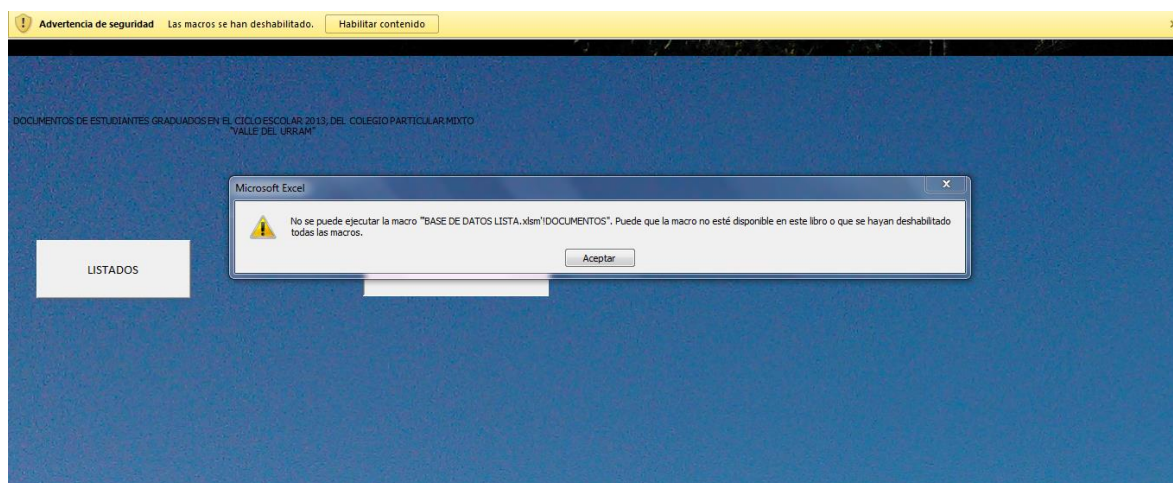 Advertencia de seguridad Las macros se han deshabilitado. Habilitar contenido
DOCUMENTOS DE ESTUDIANTES GRADUADOS EN EL CICLO ESCOLAR 2013, DEL COLEGIO PARTICULAR MIXTO
"VALLE DEL URRAM"
Microsoft Excel
No se puede ejecutar la macro "'BASE DE DATOS LISTA.xlsm'!DOCUMENTOS". Puede que la macro no esté disponible en este libro o que se hayan deshabilitado
todas las macros.
Aceptar
LISTADOS